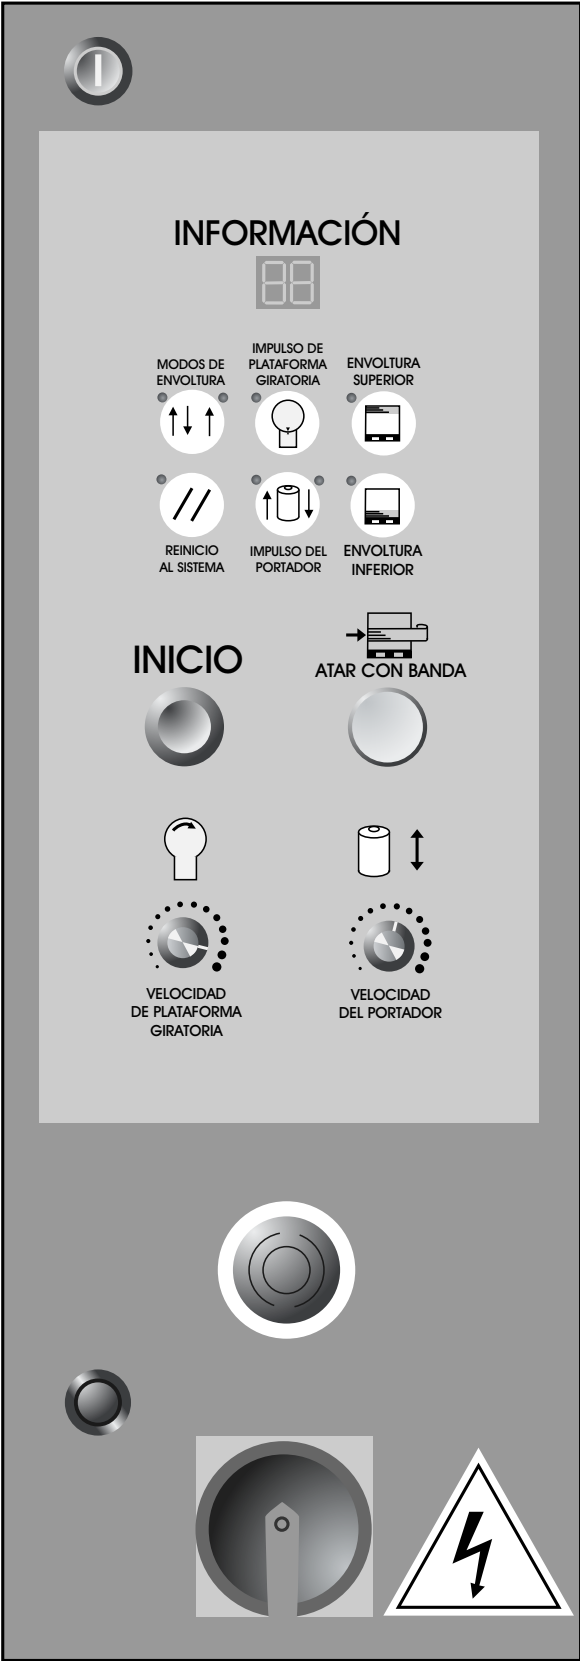 INFORMACIÓN
88
MODOS DE
ENVOLTURA
IMPULSO DE
PLATAFORMA
GIRATORIA
ENVOLTURA
SUPERIOR
REINICIO
AL SISTEMA
IMPULSO DEL
PORTADOR
ENVOLTURA
INFERIOR
INICIO
ATAR CON BANDA
VELOCIDAD
DE PLATAFORMA
GIRATORIA
VELOCIDAD
DEL PORTADOR